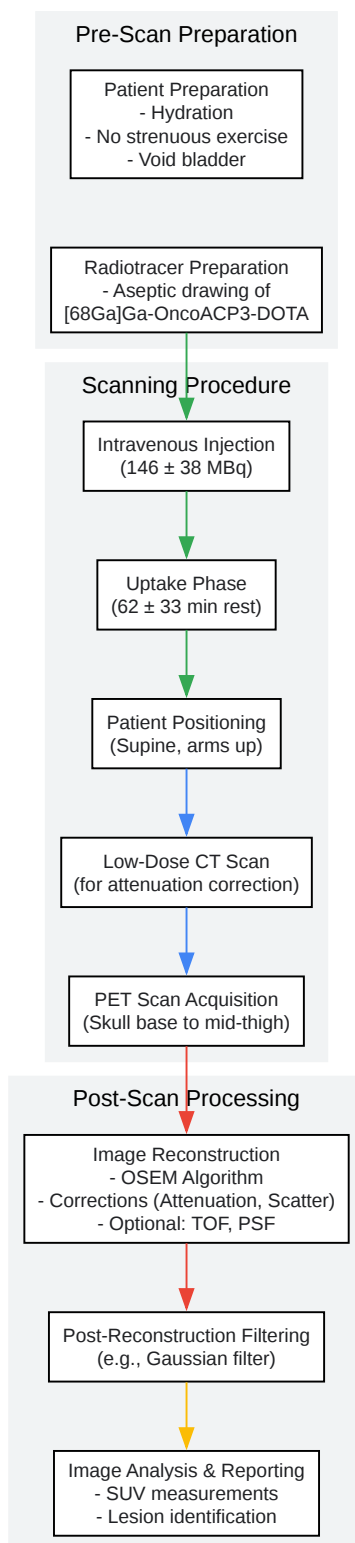 Pre-Scan Preparation
Patient Preparation
- Hydration
- No strenuous exercise
- Void bladder
Radiotracer Preparation
- Aseptic drawing of
[68Ga]Ga-OncoACP3-DOTA
Scanning Procedure
Intravenous Injection
(146 ± 38 MBq)
Uptake Phase
(62 ± 33 min rest)
Patient Positioning
(Supine, arms up)
Low-Dose CT Scan
(for attenuation correction)
PET Scan Acquisition
(Skull base to mid-thigh)
Post-Scan Processing
Image Reconstruction
- OSEM Algorithm
- Corrections (Attenuation, Scatter)
- Optional: TOF, PSF
Post-Reconstruction Filtering
(e.g., Gaussian filter)
Image Analysis & Reporting
- SUV measurements
- Lesion identification